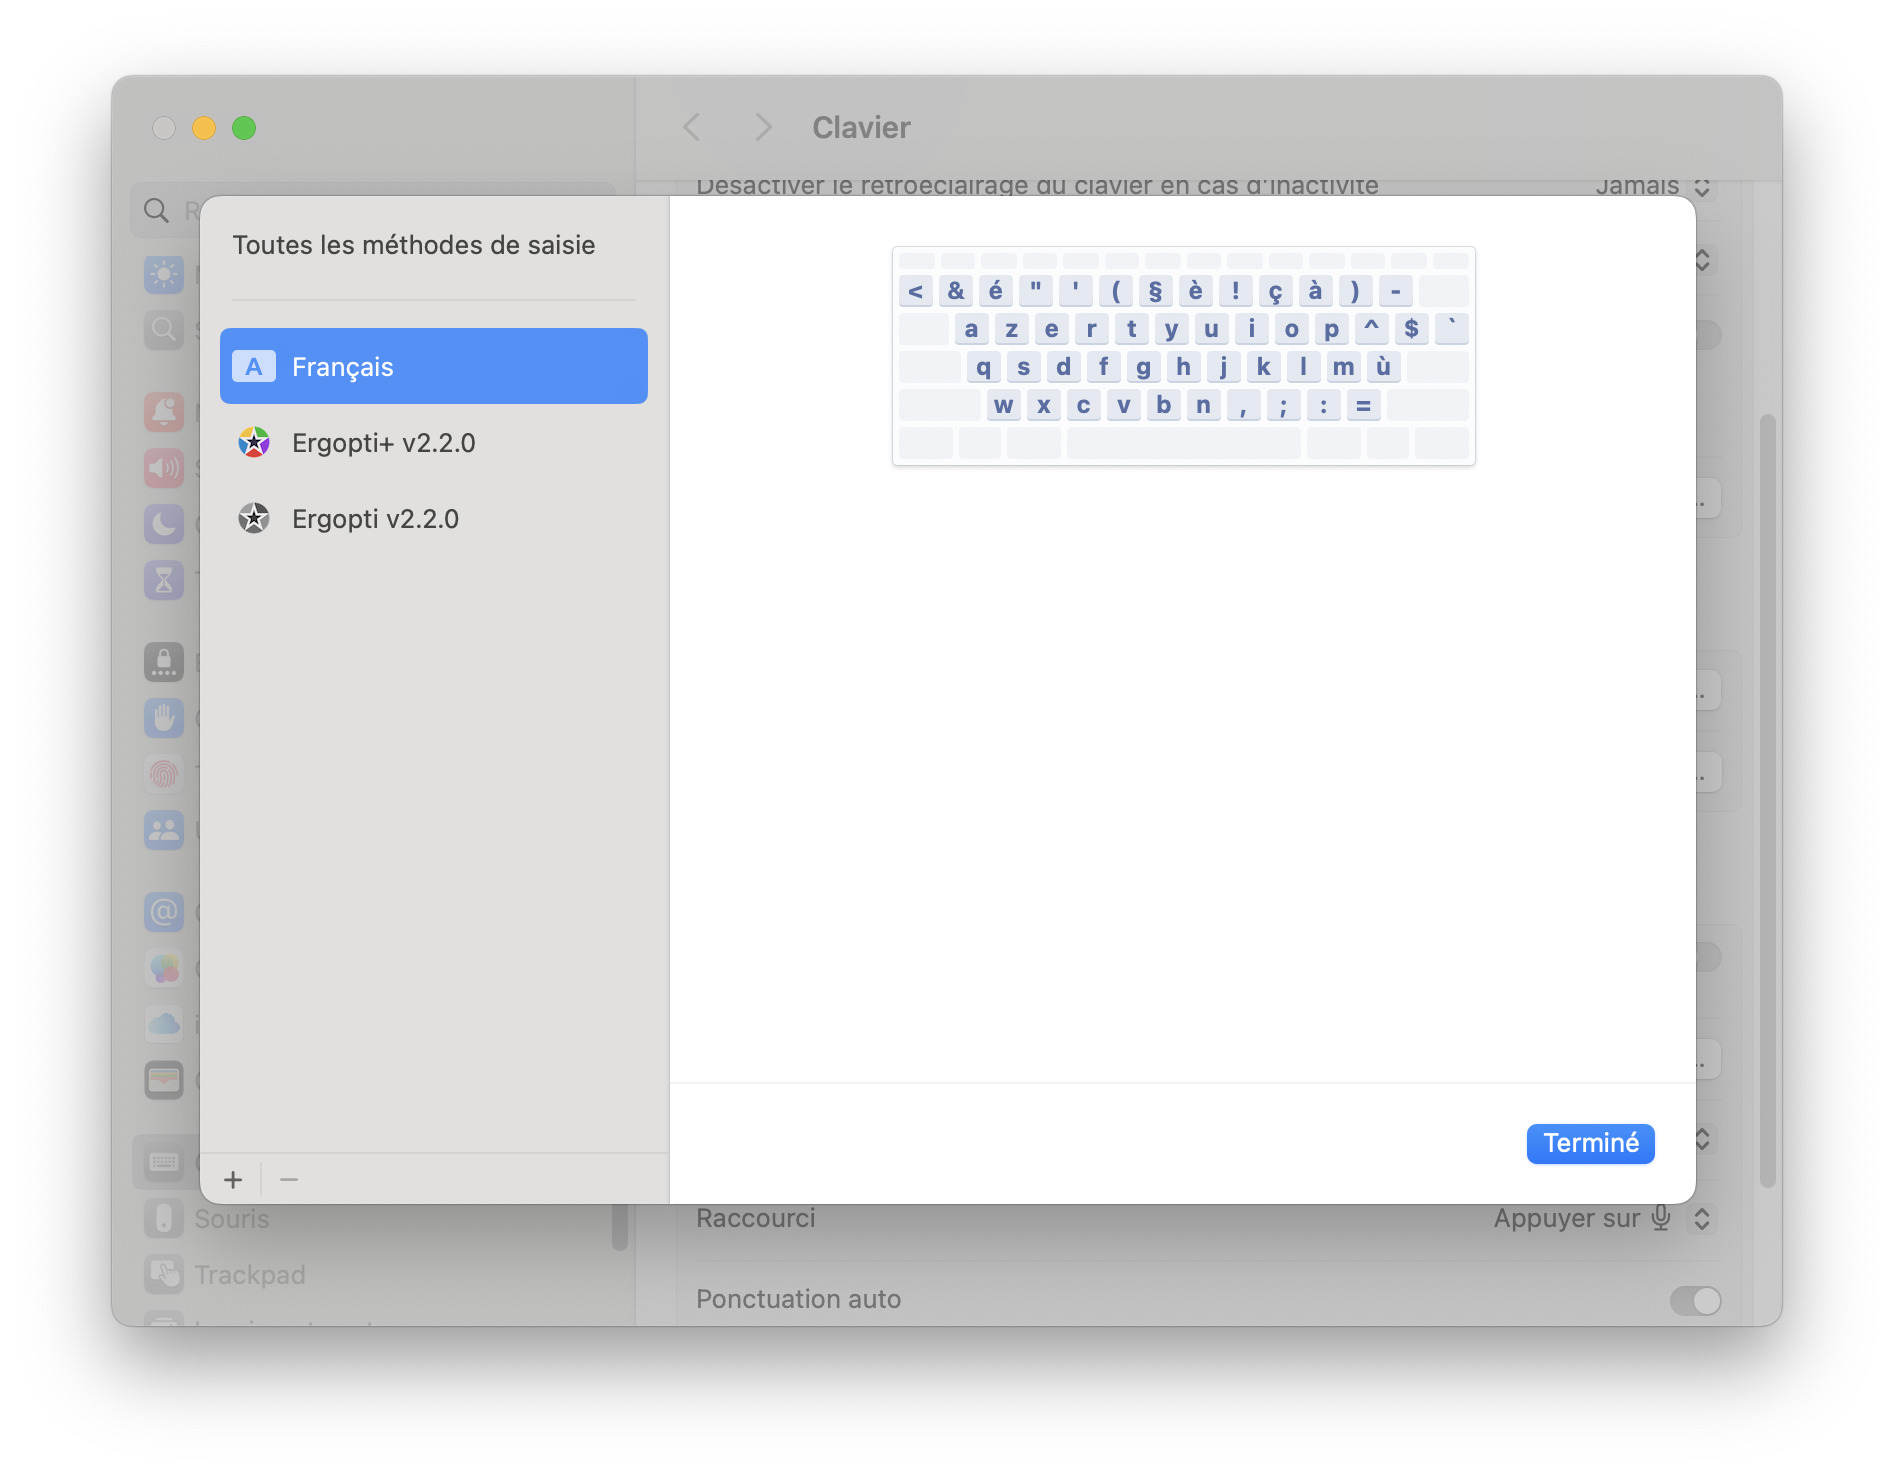 Clavier
Désactiver le rétroéclairage du clavier en cas d'inactivité
Jamais
Toutes les méthodes de saisie
Français
Ergopti+ v2.2.0
Ergopti v2.2.0
< & é " ' ( § è ! ç à ) -
a z e r t y u i o p ^ $ `
q s d f g h j k l m ù
w x c v b n , ; : =
Terminé
+ −
Souris
Trackpad
Raccourci
Appuyer sur
Ponctuation auto